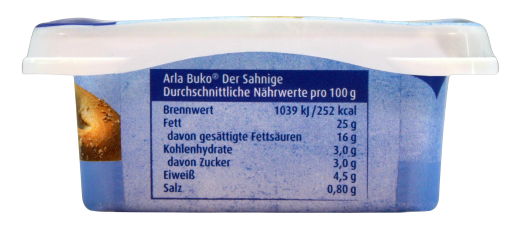 Arla Buko® Der Sahnige
Durchschnittliche Nährwerte pro 100 g
Brennwert 1039 kJ/252 kcal
Fett 25 g
davon gesättigte Fettsäuren 16 g
Kohlenhydrate 3,0 g
davon Zucker 3,0 g
Eiweiß 4,5 g
Salz 0,80 g